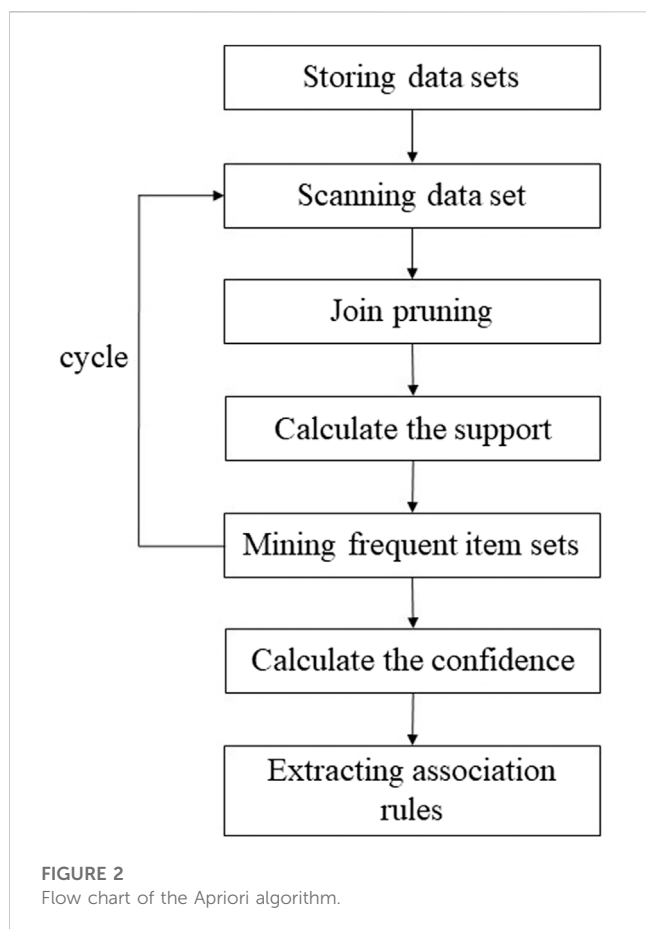 Storing data sets
Scanning data set
Join pruning
cycle
Calculate the support
Mining frequent item sets
Calculate the confidence
Extracting association
rules
FIGURE 2
Flow chart of the Apriori algorithm.